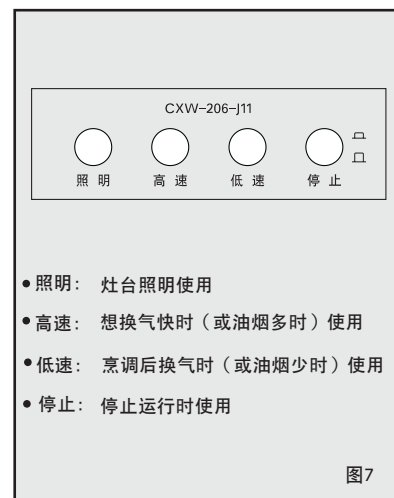 CXW-206-J11
照 明 高 速 低 速 停 止
●照明： 灶台照明使用
●高速： 想换气快时（或油烟多时）使用
●低速： 烹调后换气时（或油烟少时）使用
●停止： 停止运行时使用
图7